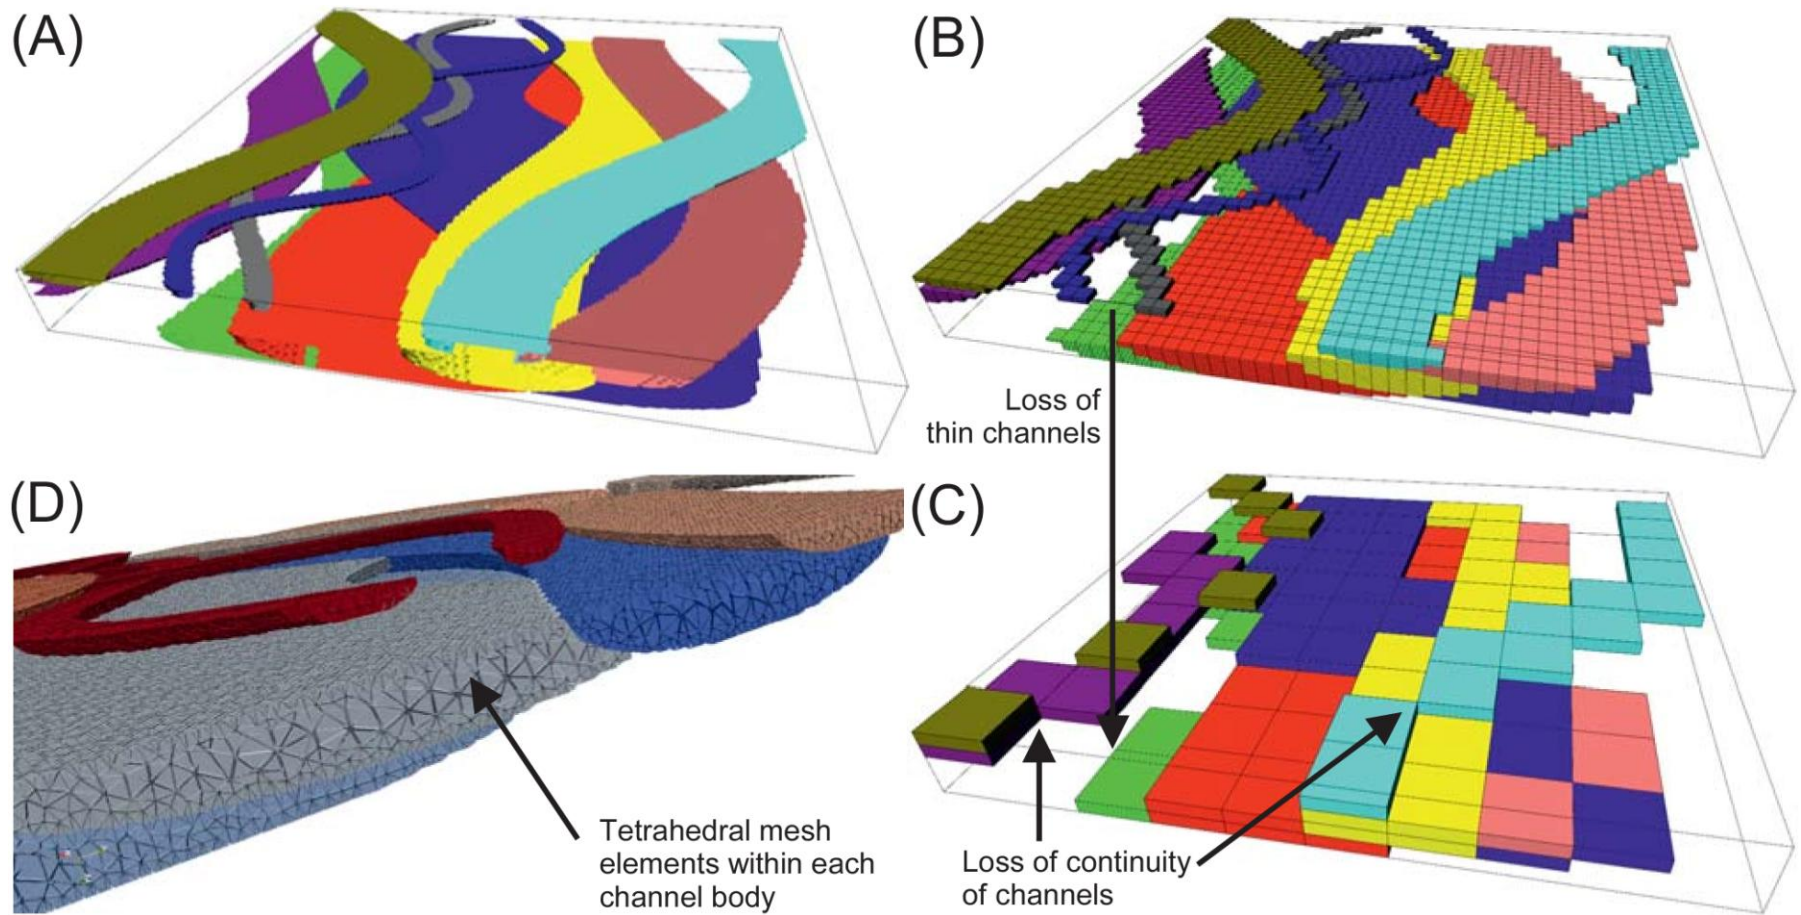 (A)
(B)
Loss of
thin channels
(D)
(C)
Tetrahedral mesh
elements within each
channel body
Loss of continuity
of channels